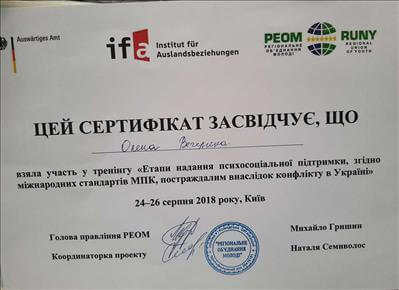 Auswärtiges Amt
ifa Institut für
Auslandsbeziehungen
РЕОМ
РЕГІОНАЛЬНЕ
ОБ'ЄДНАННЯ
МОЛОДІ
RUNY
REGIONAL
UNION
OF YOUTH
ЦЕЙ СЕРТИФІКАТ ЗАСВІДЧУЄ, ЩО
Олена
взяла участь у тренінгу «Етапи надання психосоціальної підтримки, згідно
міжнародних стандартів МПК, постраждалим внаслідок конфлікту в Україні»
24–26 серпня 2018 року, Київ
Голова правління РЕОМ
Михайло Гришин
Координаторка проекту
Наталя Семиволос
"РЕГІОНАЛЬНЕ
ОБ'ЄДНАННЯ
МОЛОДІ"